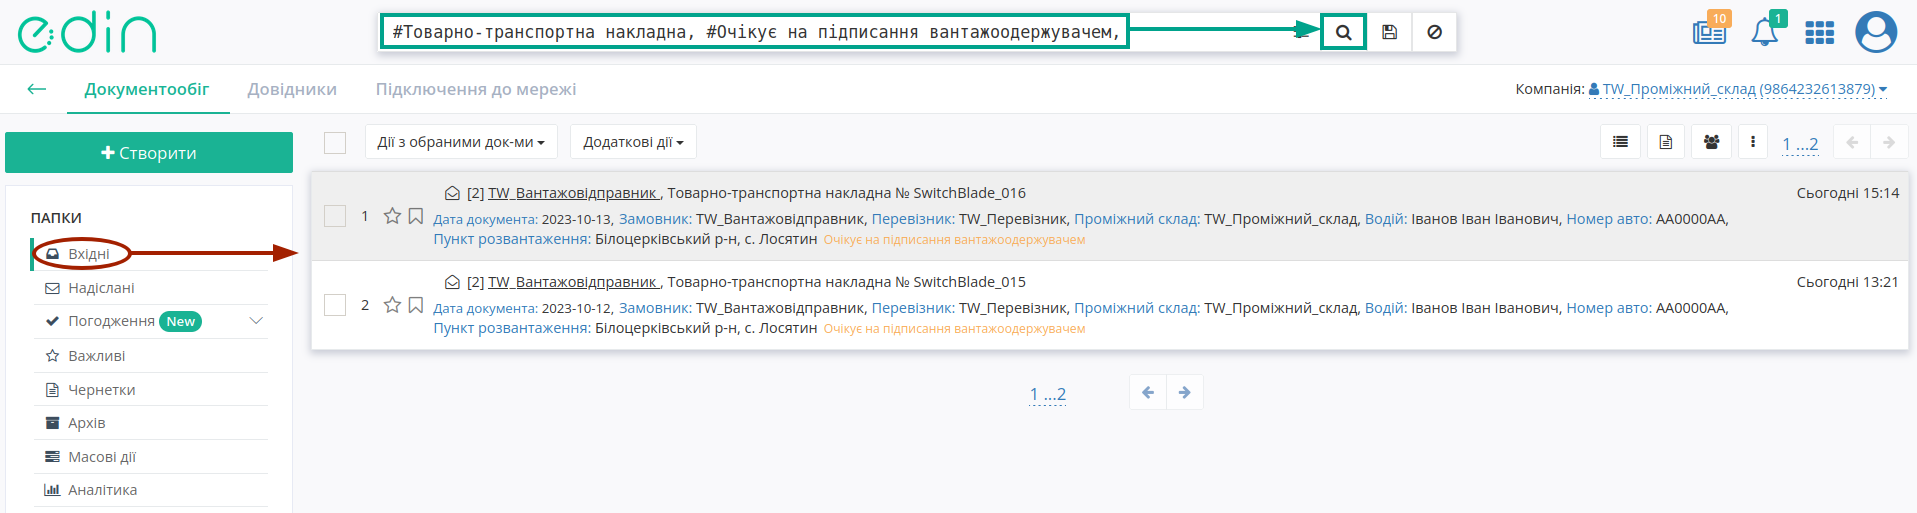 edin
#Товарно-транспортна накладна, #Очікує на підписання вантажоодержувачем,
10
1
Документообіг
Довідники
Підключення до мережі
Компанія: TW_Проміжний_склад (9864232613879)
Створити
Дії з обраними док-ми
Додаткові дії
1 ...2
ПАПКИ
Вхідні
Надіслані
Погодження New
Важливі
Чернетки
Архів
Масові дії
Аналітика
[2] TW_Вантажовідправник , Товарно-транспортна накладна № SwitchBlade_016
Сьогодні 15:14
1
Дата документа: 2023-10-13, Замовник: TW_Вантажовідправник, Перевізник: TW_Перевізник, Проміжний склад: TW_Проміжний_склад, Водій: Іванов Іван Іванович, Номер авто: АА0000АА,
Пункт розвантаження: Білоцерківський р-н, с. Лосятин Очікує на підписання вантажоодержувачем
[2] TW_Вантажовідправник , Товарно-транспортна накладна № SwitchBlade_015
Сьогодні 13:21
2
Дата документа: 2023-10-12, Замовник: TW_Вантажовідправник, Перевізник: TW_Перевізник, Проміжний склад: TW_Проміжний_склад, Водій: Іванов Іван Іванович, Номер авто: АА0000АА,
Пункт розвантаження: Білоцерківський р-н, с. Лосятин Очікує на підписання вантажоодержувачем
1 ...2